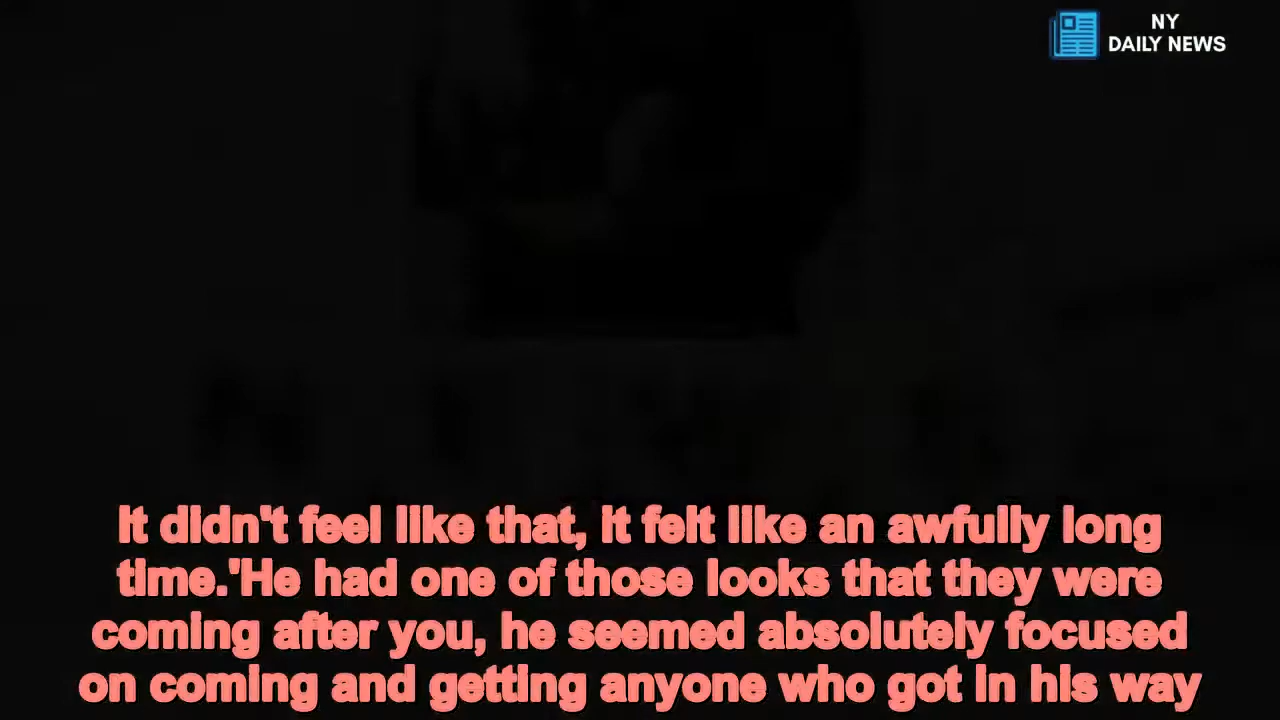 NY
DAILY NEWS
It didn't feel like that, it felt like an awfully long
time.'He had one of those looks that they were
coming after you, he seemed absolutely focused
on coming and getting anyone who got in his way